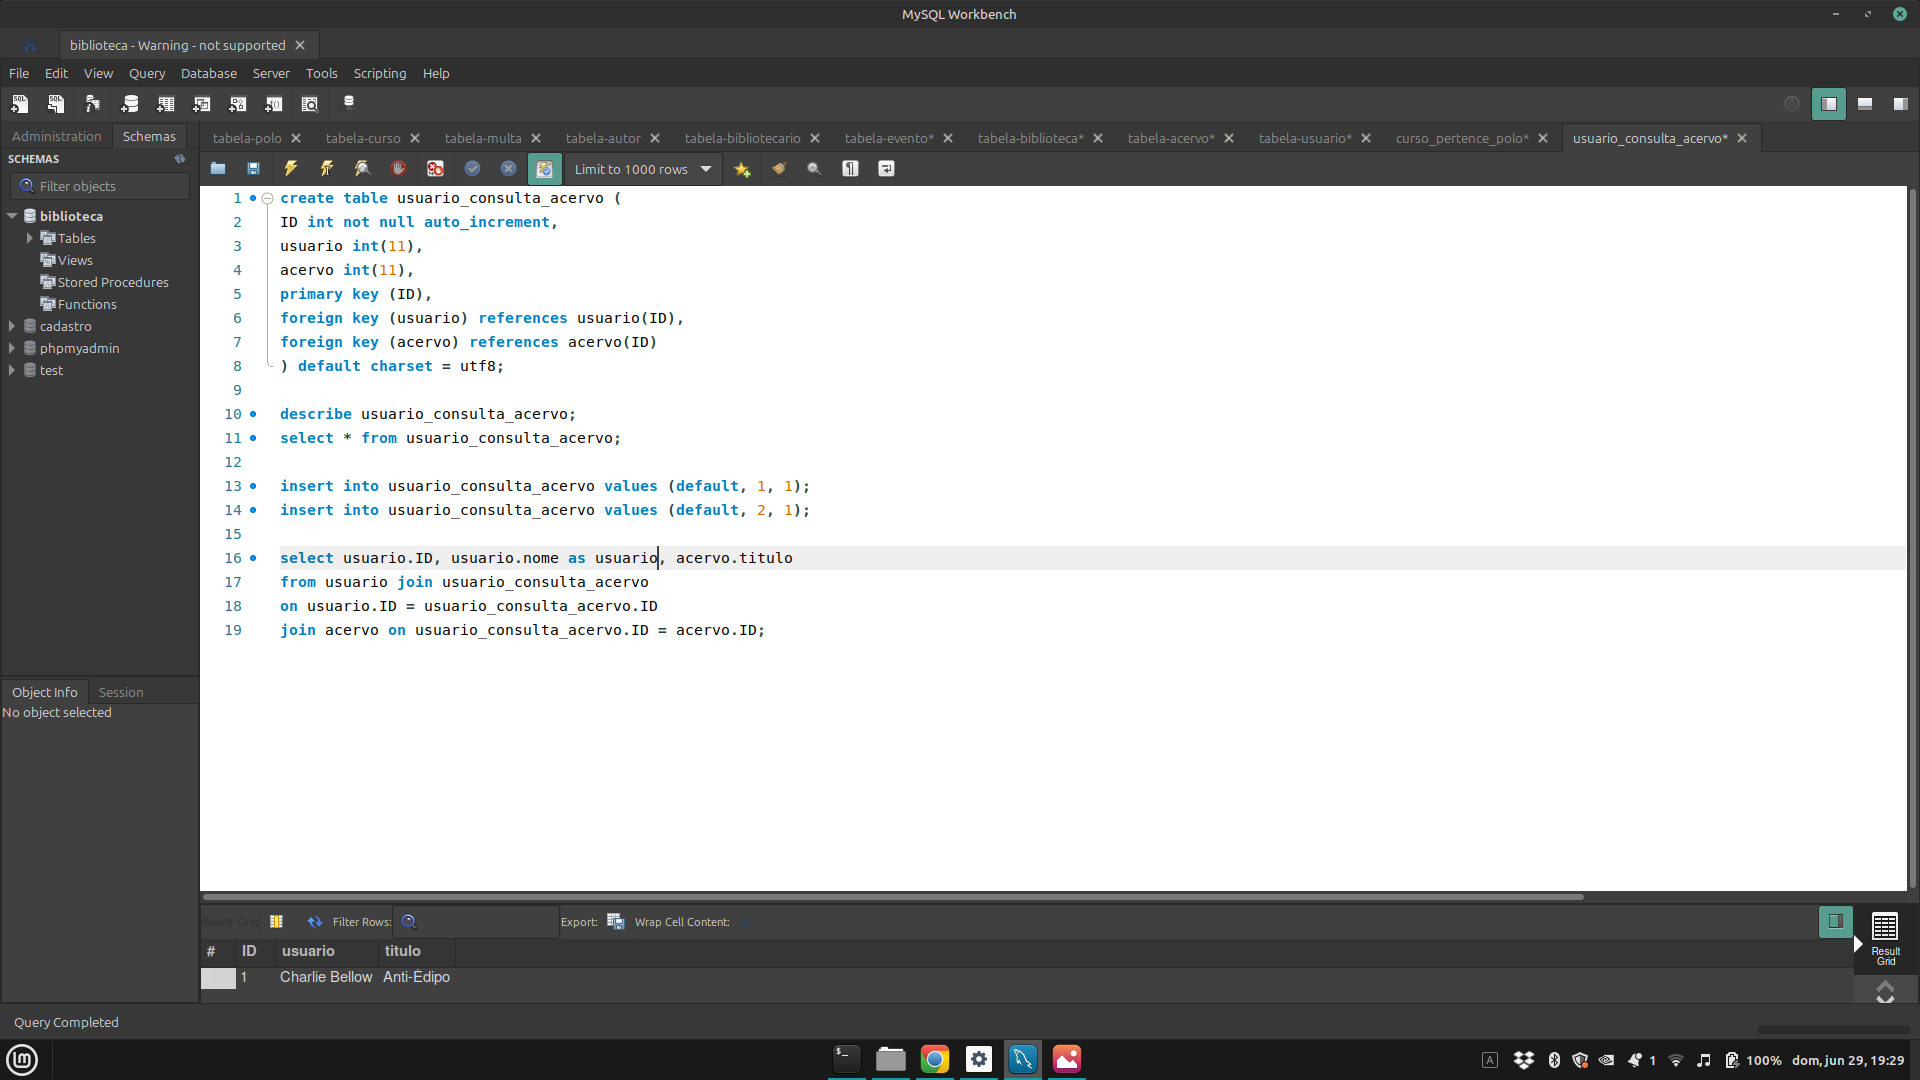 MySQL Workbench
biblioteca - Warning - not supported
File Edit View Query Database Server Tools Scripting Help
Administration Schemas
tabela-polo tabela-curso tabela-multa tabela-autor tabela-bibliotecario tabela-evento* tabela-biblioteca* tabela-acervo* tabela-usuario* curso_pertence_polo* usuario_consulta_acervo*
SCHEMAS
Limit to 1000 rows
Filter objects
biblioteca
Tables
Views
Stored Procedures
Functions
cadastro
phpmyadmin
test
1 create table usuario_consulta_acervo (
2 ID int not null auto_increment,
3 usuario int(11),
4 acervo int(11),
5 primary key (ID),
6 foreign key (usuario) references usuario(ID),
7 foreign key (acervo) references acervo(ID)
8 ) default charset = utf8;
9
10 describe usuario_consulta_acervo;
11 select * from usuario_consulta_acervo;
12
13 insert into usuario_consulta_acervo values (default, 1, 1);
14 insert into usuario_consulta_acervo values (default, 2, 1);
15
16 select usuario.ID, usuario.nome as usuario, acervo.titulo
17 from usuario join usuario_consulta_acervo
18 on usuario.ID = usuario_consulta_acervo.ID
19 join acervo on usuario_consulta_acervo.ID = acervo.ID;
Object Info Session
No object selected
Result Grid Filter Rows: Export: Wrap Cell Content:
# ID usuario titulo
1 Charlie Bellow Anti-Édipo
Result
Grid
Query Completed
A 1 100% dom, jun 29, 19:29